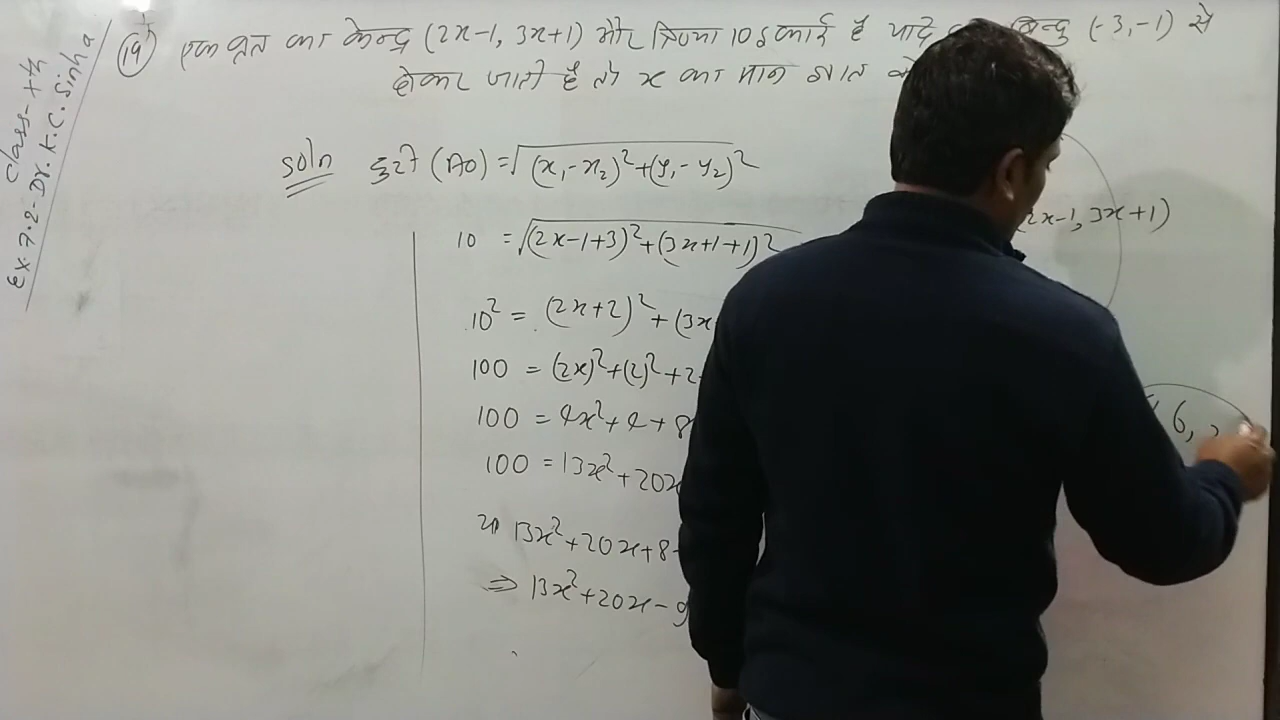 class- Xth
Ex-7.2- Dr. K.C. Sinha
19 एक वृत का केन्द्र (2x-1, 3x+1) और त्रिज्या 10 इकाई है यदि बिन्दु (-3,-1) से
होकर जाती है तो x का मान ज्ञात
soln दूरी (AO) = √(x₁-x₂)²+(y₁-y₂)²
10 = √(2x-1+3)²+(3x+1+1)²
2x-1, 3x+1)
10² = (2x+2)²+(3x
100 = (2x)²+(2)²+2
100 = 4x²+4+8
6,
100 = 13x²+20x
या 13x²+20x+8-
⇒ 13x²+20x-9